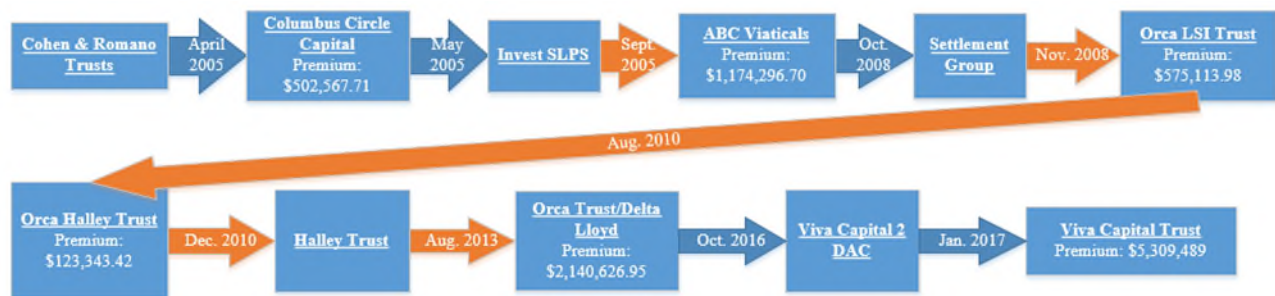 Cohen & Romano
Trusts
April
2005
Columbus Circle
Capital
Premium:
$502,567.71
May
2005
Invest SLPS
Sept.
2005
ABC Viaticals
Premium:
$1,174,296.70
Oct.
2008
Settlement
Group
Nov. 2008
Orca LSI Trust
Premium:
$575,113.98
Aug. 2010
Orca Halley Trust
Premium:
$123,343.42
Dec. 2010
Halley Trust
Aug. 2013
Orca Trust/Delta
Lloyd
Premium:
$2,140,626.95
Oct. 2016
Viva Capital 2
DAC
Jan. 2017
Viva Capital Trust
Premium: $5,309,489